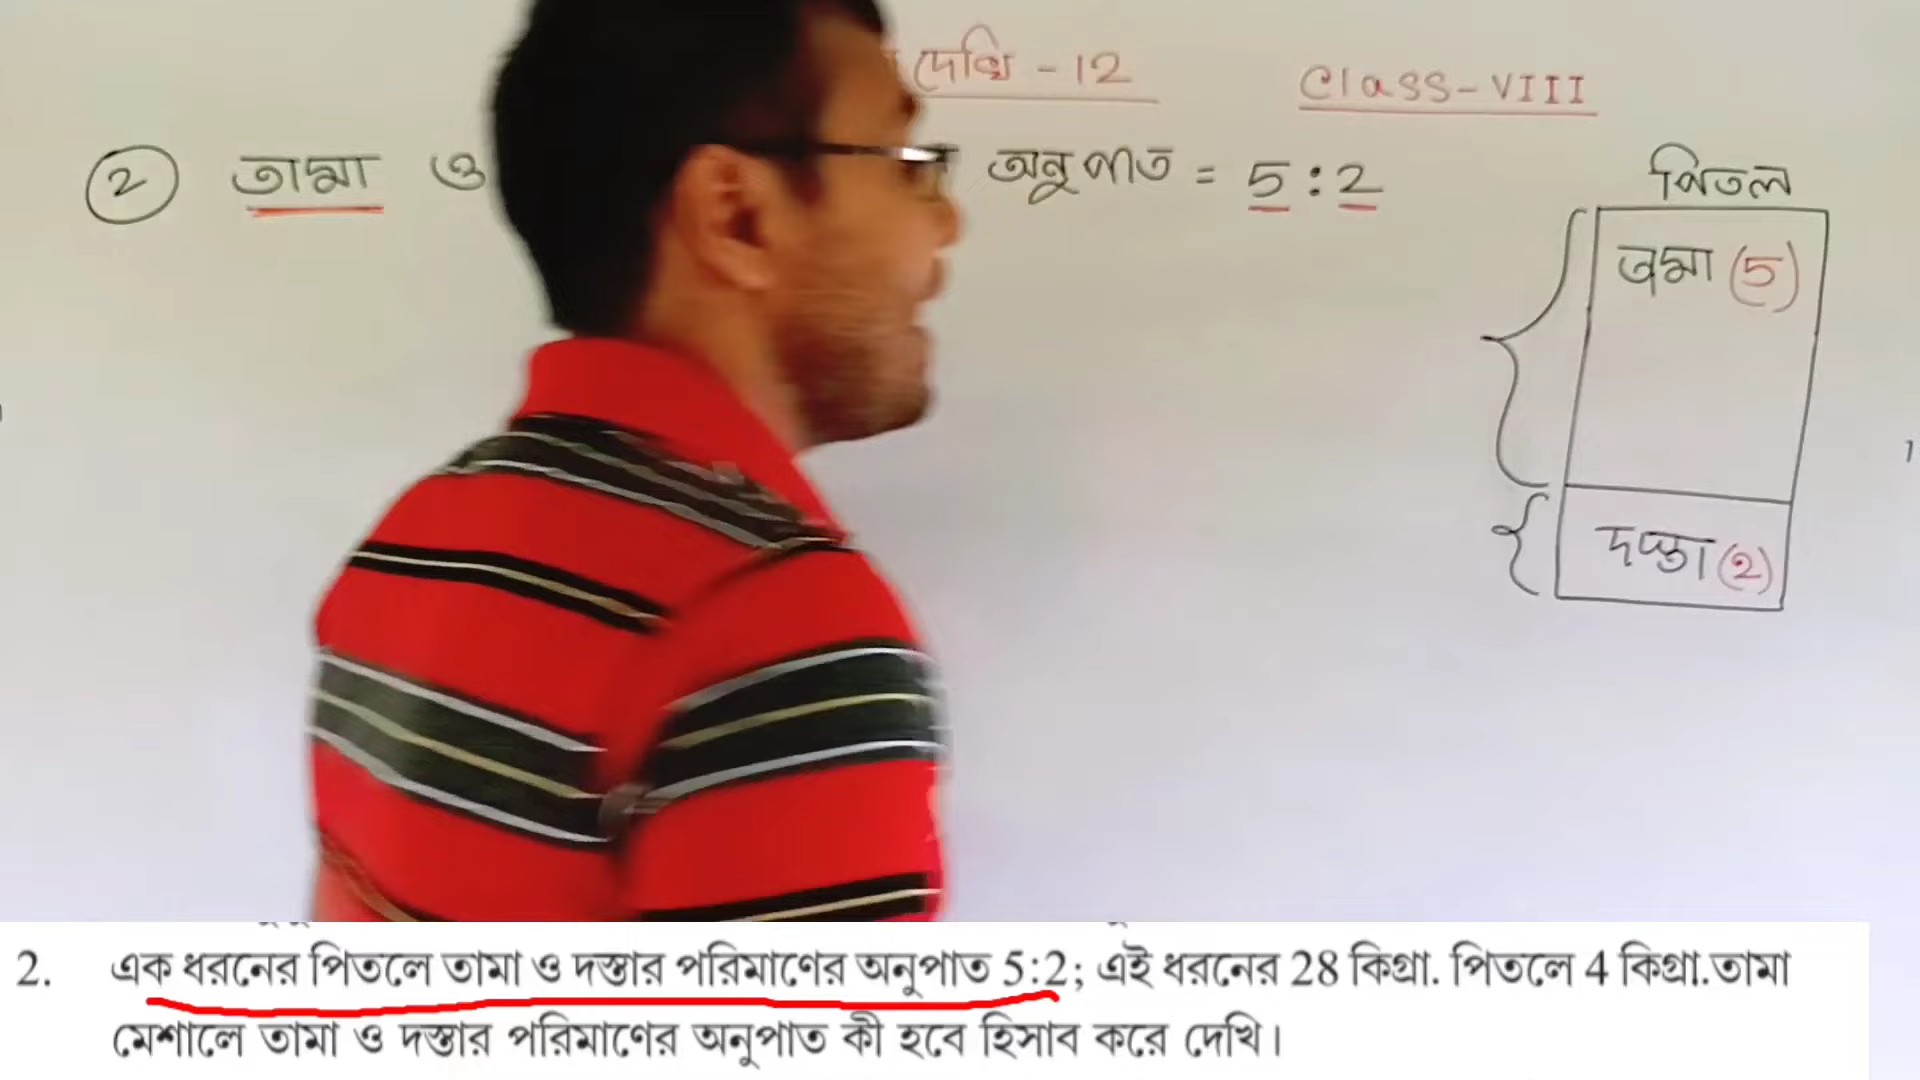 দেখি - 12
Class-VIII
2 তামা ও অনুপাত = 5:2
পিতল
তামা (5)
দস্তা (2)
2. এক ধরনের পিতলে তামা ও দস্তার পরিমাণের অনুপাত 5:2; এই ধরনের 28 কিগ্রা. পিতলে 4 কিগ্রা.তামা
মেশালে তামা ও দস্তার পরিমাণের অনুপাত কী হবে হিসাব করে দেখি।